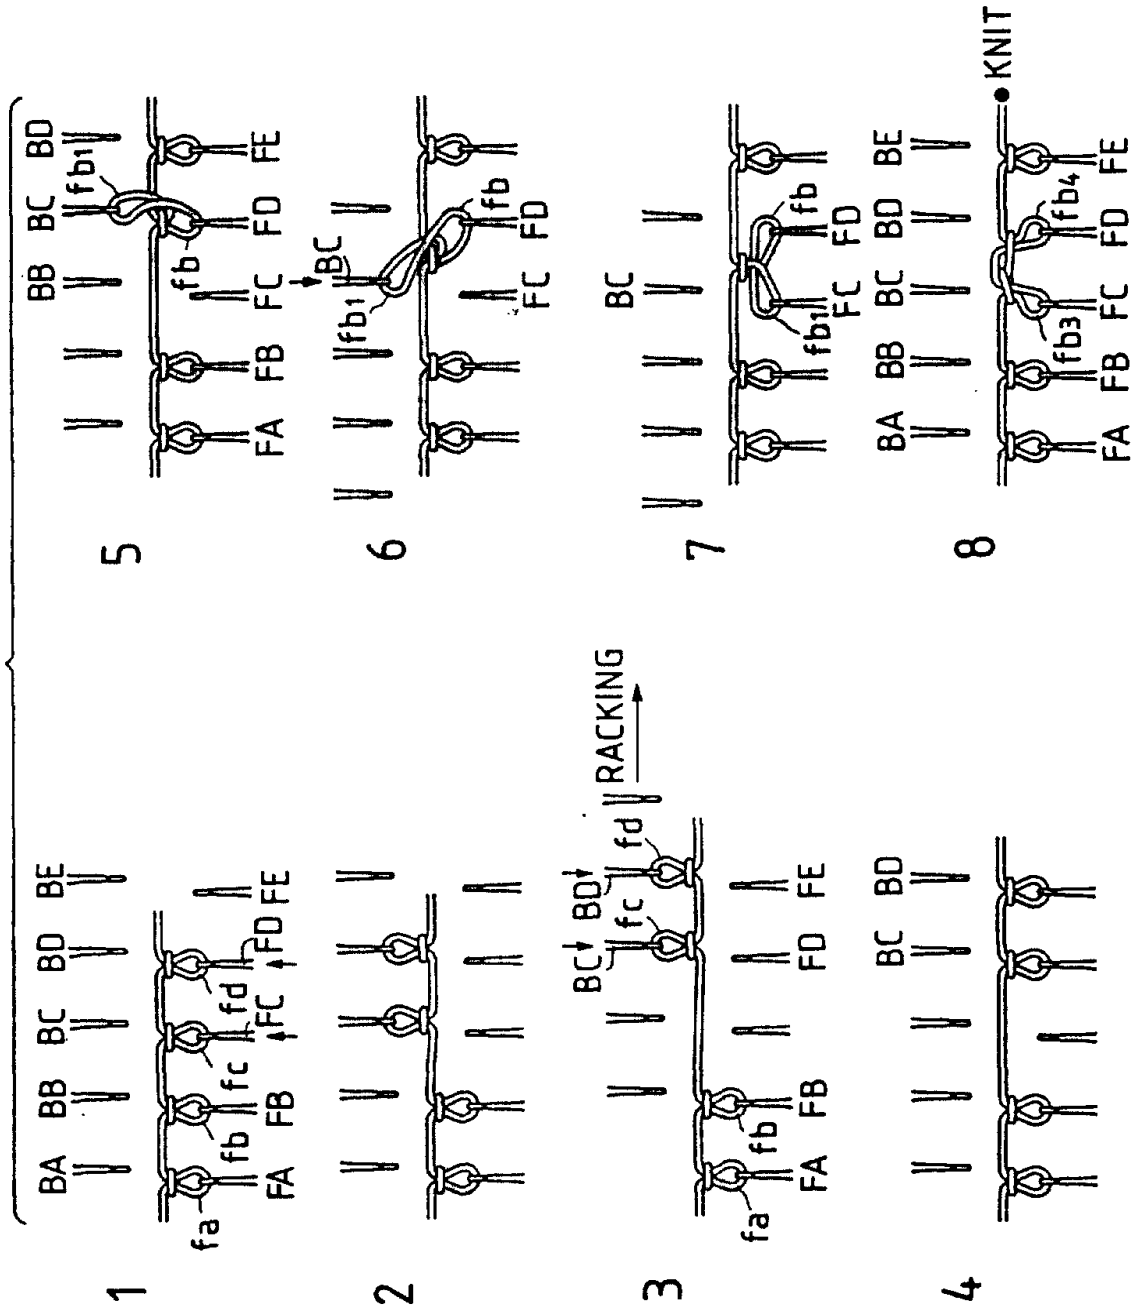 1
BA BB BC BD BE
fa fb fc fd
FA FB FC FD FE
2
3
RACKING
BC BD
fc fd
fa fb
FA FB FD FE
4
BC BD
5
BB BC BD
fb1
fb
FA FB FC FD FE
6
BC
fb1 fb
FC FD
7
BC
fb1 fb
FC FD
8
BA BB BC BD BE
KNIT
fb3 fb4
FA FB FC FD FE